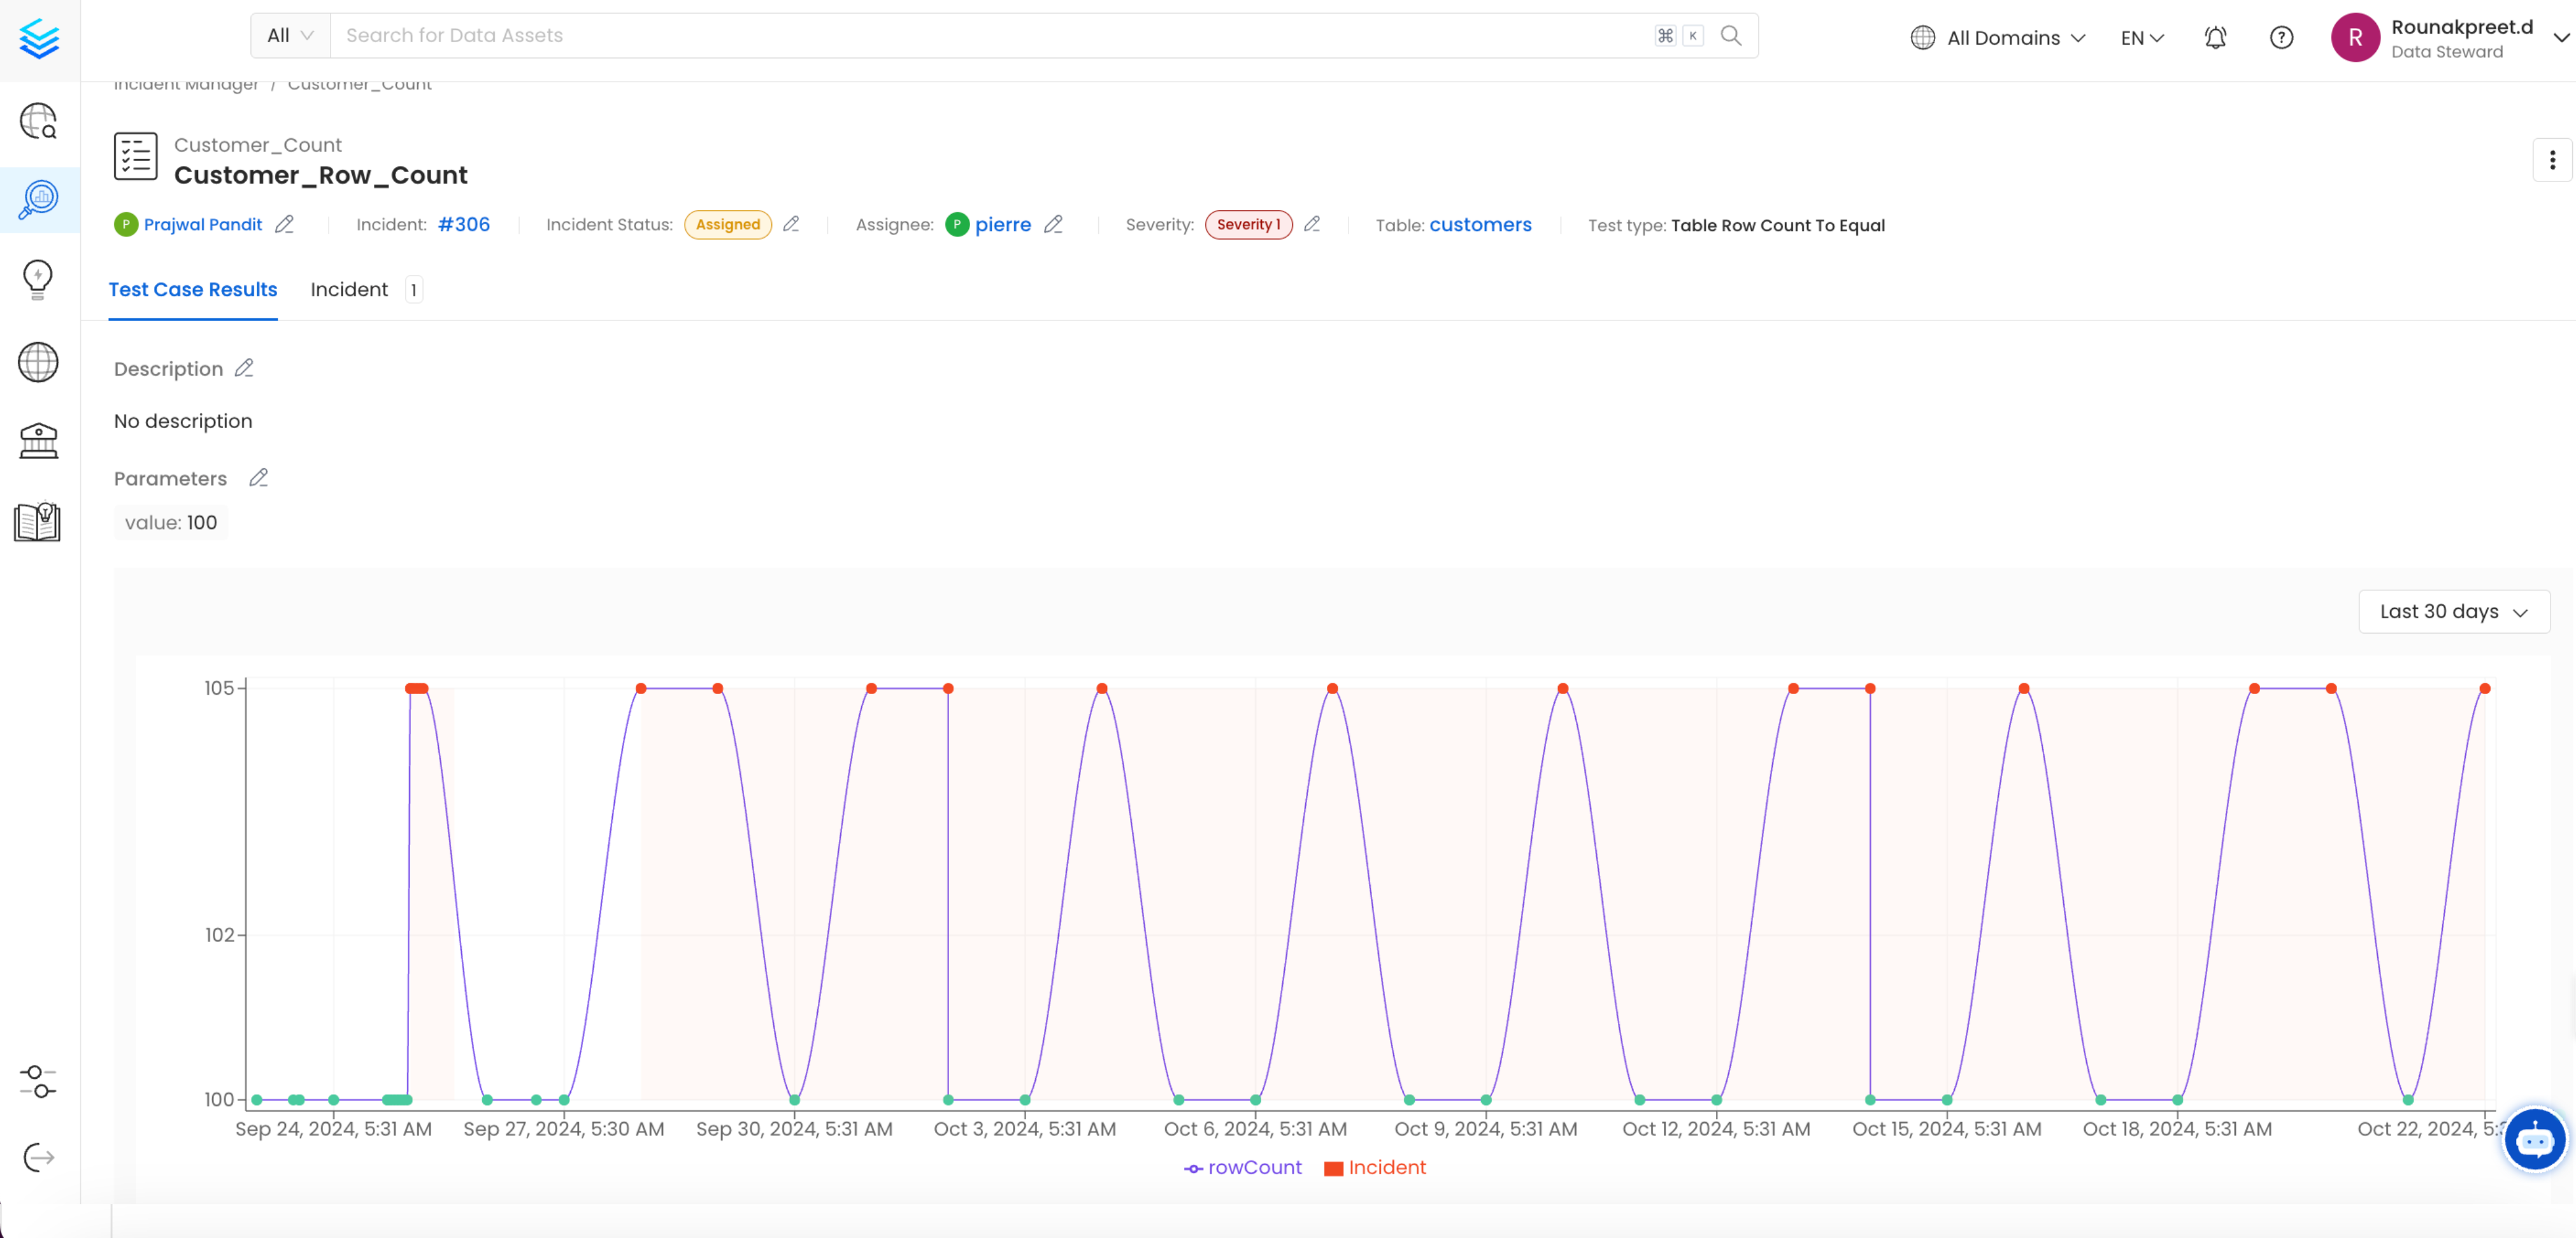 All
Search for Data Assets
⌘ K
All Domains
EN
R
Rounakpreet.d
Data Steward
Incident Manager / Customer_Count
Customer_Count
Customer_Row_Count
P Prajwal Pandit
Incident: #306
Incident Status: Assigned
Assignee: P pierre
Severity: Severity 1
Table: customers
Test type: Table Row Count To Equal
Test Case Results
Incident 1
Description
No description
Parameters
value: 100
Last 30 days
105
102
100
Sep 24, 2024, 5:31 AM
Sep 27, 2024, 5:30 AM
Sep 30, 2024, 5:31 AM
Oct 3, 2024, 5:31 AM
Oct 6, 2024, 5:31 AM
Oct 9, 2024, 5:31 AM
Oct 12, 2024, 5:31 AM
Oct 15, 2024, 5:31 AM
Oct 18, 2024, 5:31 AM
Oct 22, 2024, 5:3
rowCount
Incident